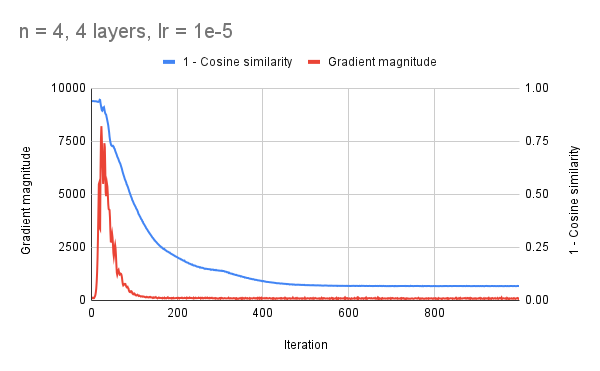 n = 4, 4 layers, lr = 1e-5
1 - Cosine similarity
Gradient magnitude
10000
7500
5000
2500
0
1.00
0.75
0.50
0.25
0.00
0
200
400
600
800
Gradient magnitude
1 - Cosine similarity
Iteration